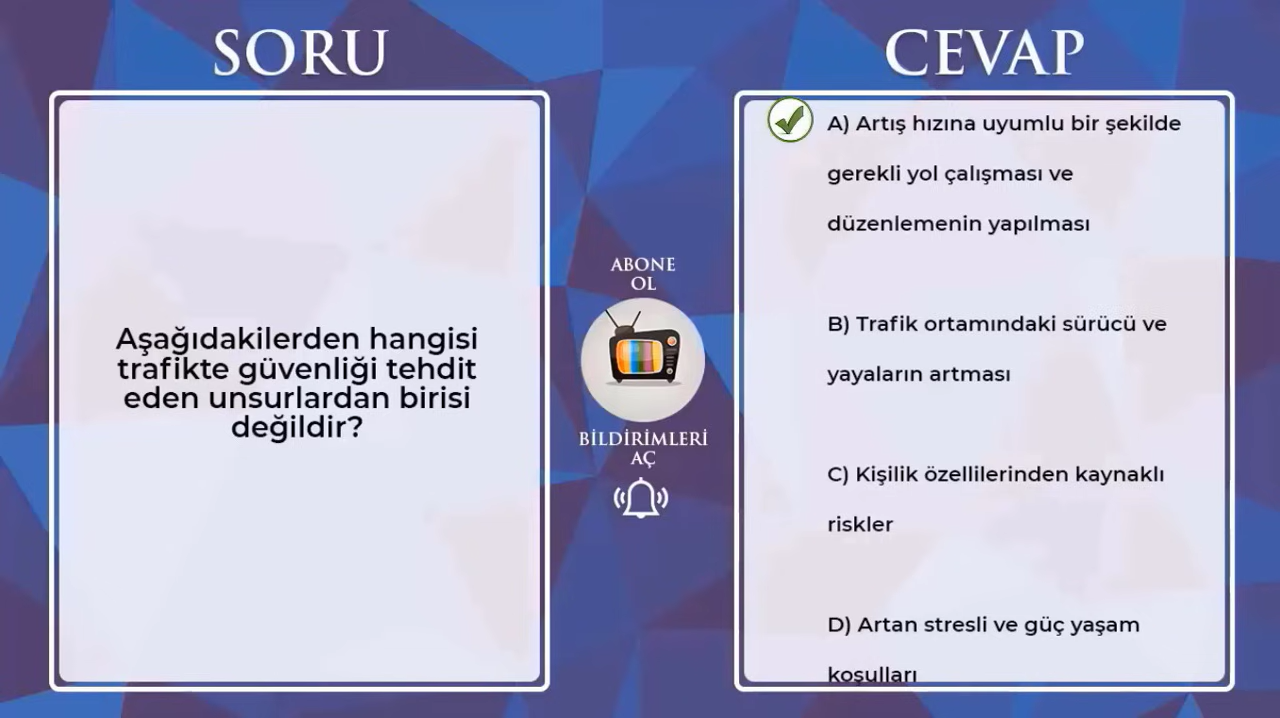 SORU
Aşağıdakilerden hangisi
trafikte güvenliği tehdit
eden unsurlardan birisi
değildir?
ABONE
OL
BİLDİRİMLERİ
AÇ
CEVAP
A) Artış hızına uyumlu bir şekilde
gerekli yol çalışması ve
düzenlemenin yapılması
B) Trafik ortamındaki sürücü ve
yayaların artması
C) Kişilik özellilerinden kaynaklı
riskler
D) Artan stresli ve güç yaşam
koşulları